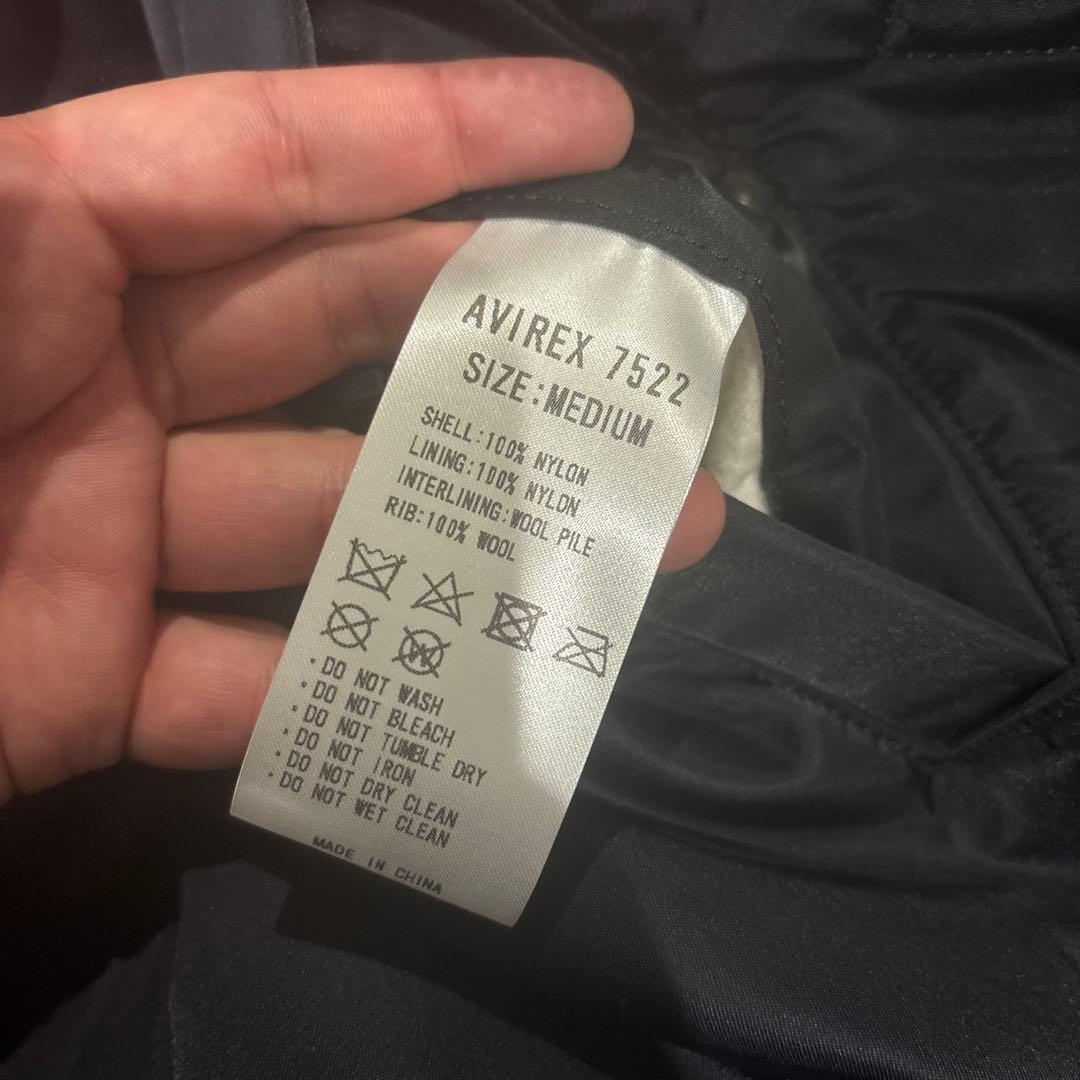 AVIREX 7522
SIZE:MEDIUM
SHELL:100% NYLON
LINING:100% NYLON
INTERLINING:WOOL PILE
RIB:100% WOOL
W
・DO NOT WASH
・DO NOT BLEACH
・DO NOT TUMBLE DRY
・DO NOT IRON
・DO NOT DRY CLEAN
・DO NOT WET CLEAN
MADE IN CHINA